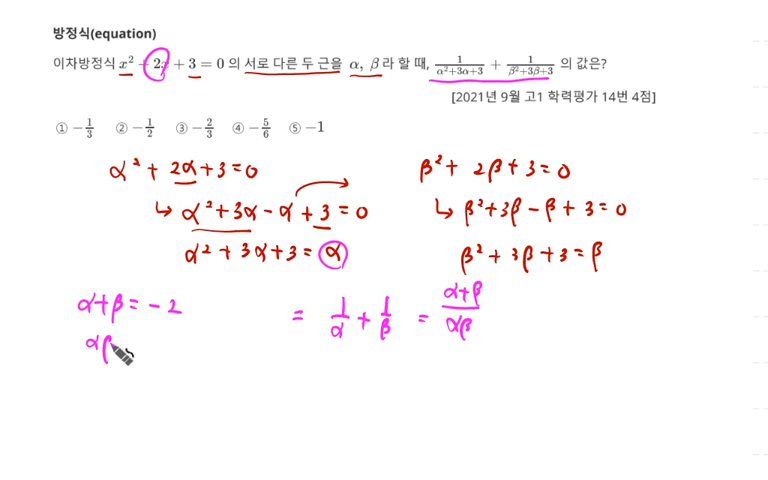 방정식(equation)
이차방정식 x² + 2x + 3 = 0 의 서로 다른 두 근을 α, β 라 할 때, 1/(α²+3α+3) + 1/(β²+3β+3) 의 값은?
[2021년 9월 고1 학력평가 14번 4점]
① -1/3 ② -1/2 ③ -2/3 ④ -5/6 ⑤ -1
α² + 2α + 3 = 0
↳ α² + 3α - α + 3 = 0
α² + 3α + 3 = α
β² + 2β + 3 = 0
↳ β² + 3β - β + 3 = 0
β² + 3β + 3 = β
α + β = -2
αβ
= 1/α + 1/β = (α+β)/(αβ)